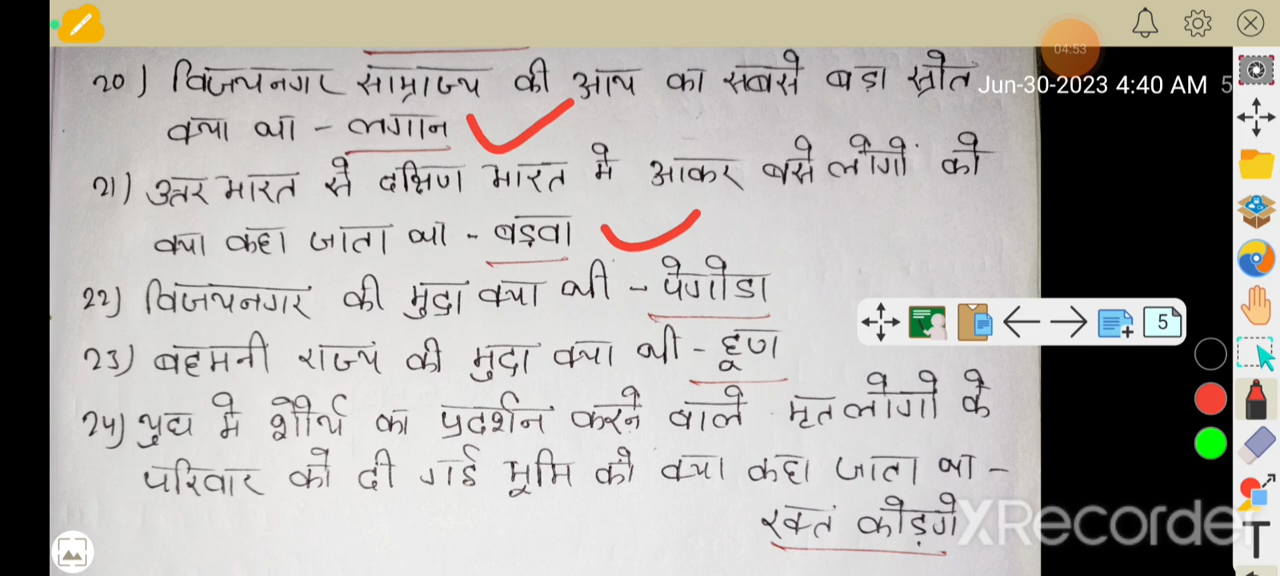 04:53
20) विजयनगर साम्राज्य की आय का सबसे बड़ा स्रोत Jun-30-2023 4:40 AM 5
क्या था - लगान
21) उत्तर भारत से दक्षिण भारत मे आकर बसे लोगों को
क्या कहा जाता था - बड़वा
22) विजयनगर की मुद्रा क्या थी - पैगोडा
5
23) बहमनी राज्य की मुद्रा क्या थी - हूण
24) युद्ध मे शौर्य का प्रदर्शन करने वाले मृतलोगो के
परिवार को दी गई भूमि को क्या कहा जाता था -
रक्त कोड़गे
XRecorder
T